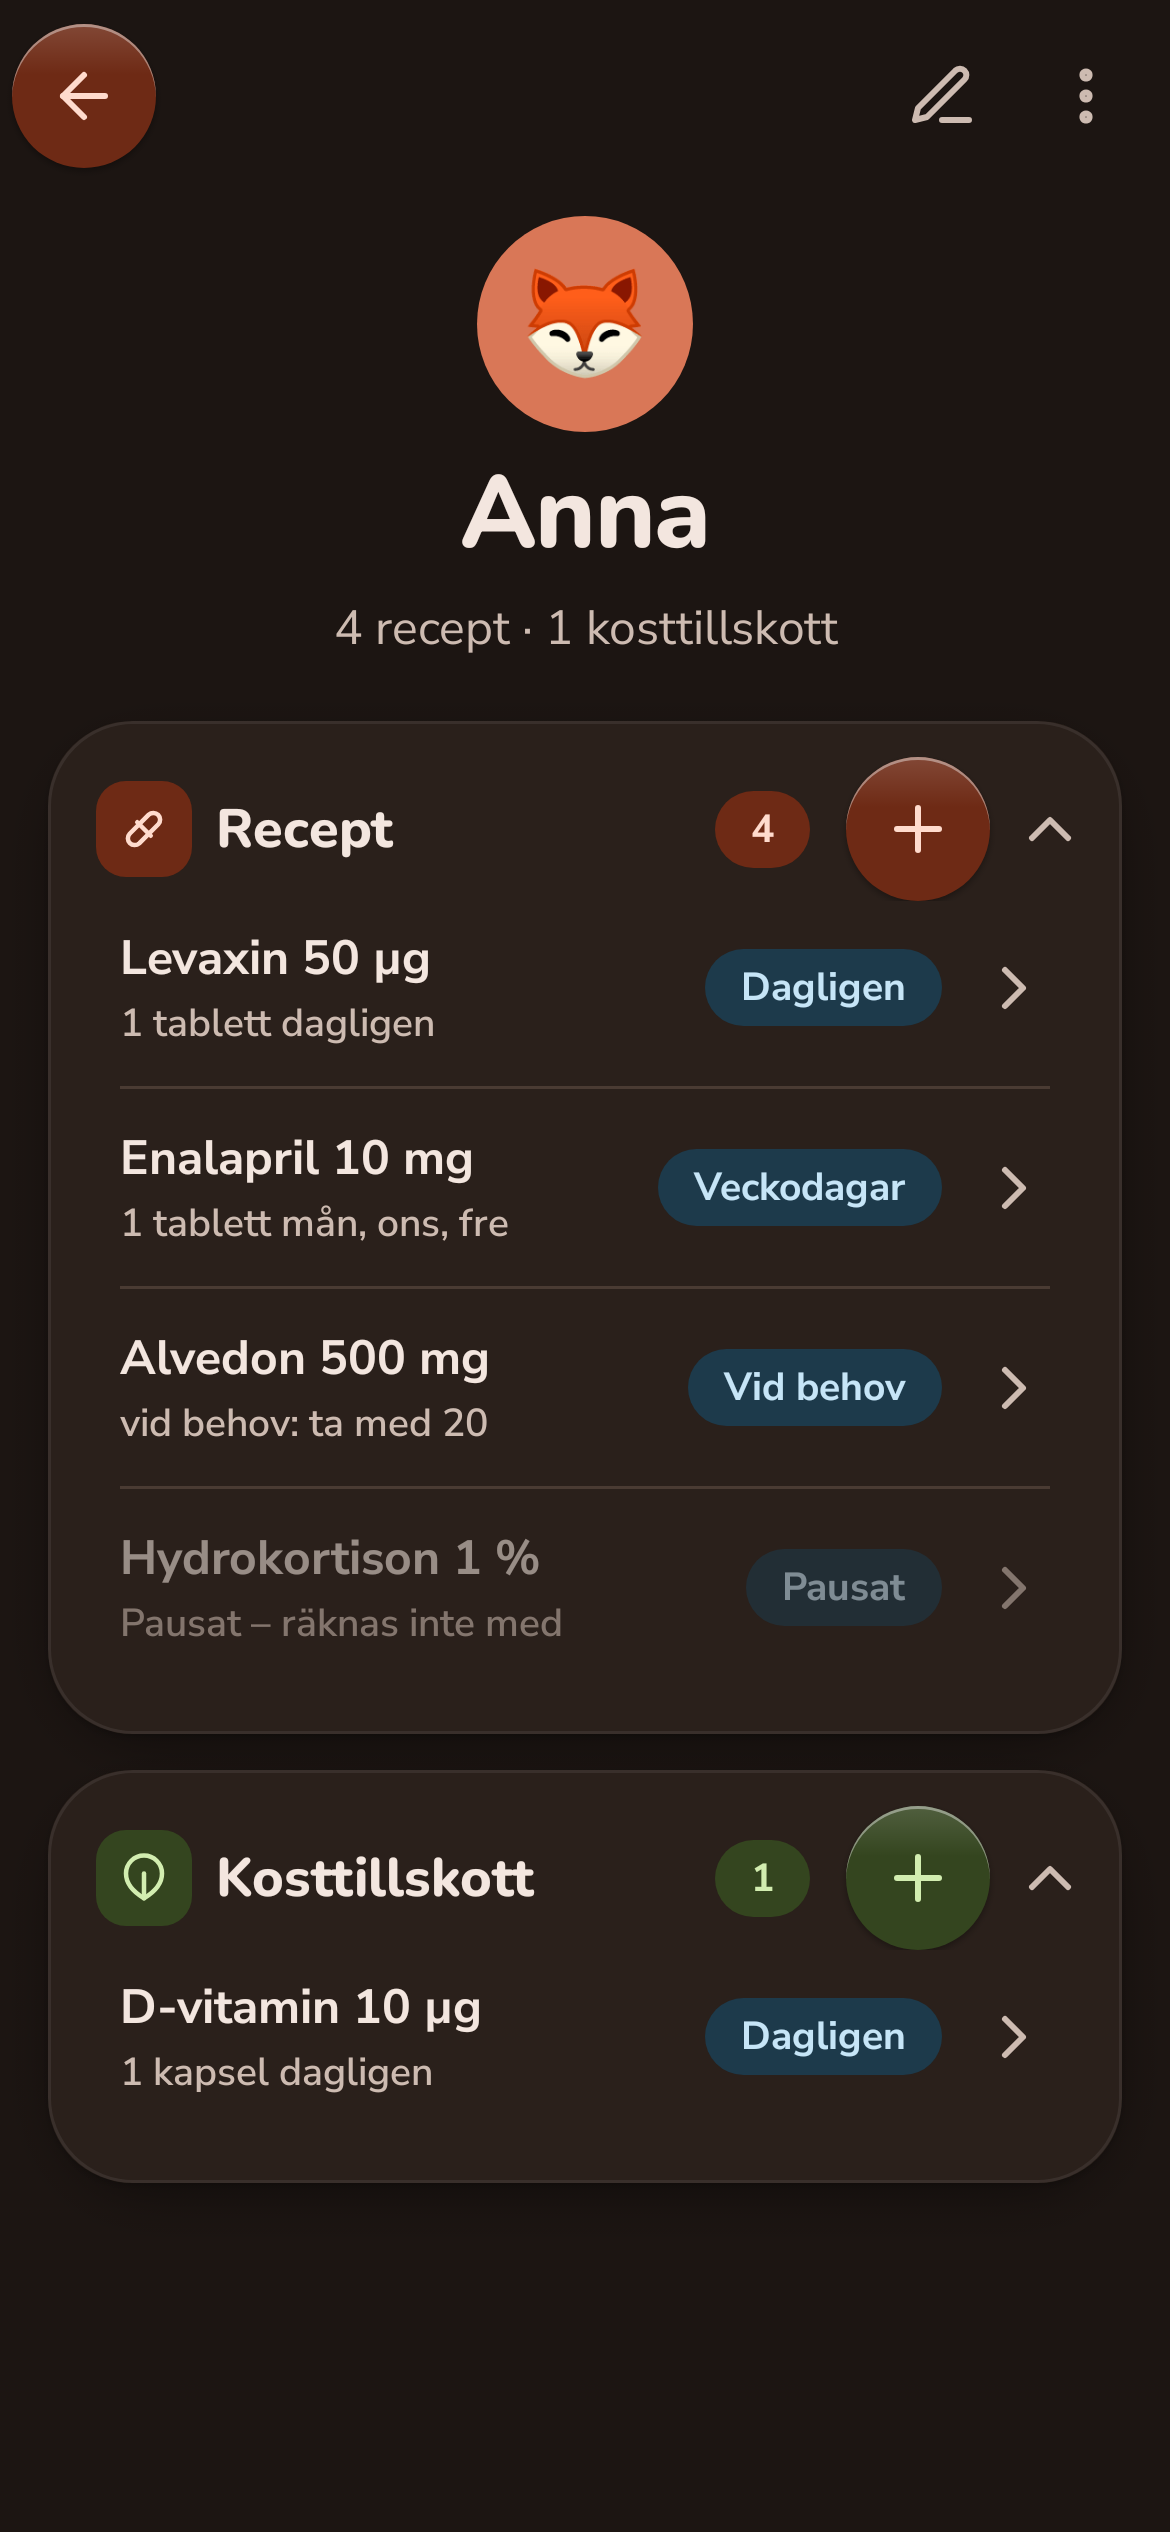 Anna
4 recept · 1 kosttillskott
Recept 4
Levaxin 50 µg
Dagligen
1 tablett dagligen
Enalapril 10 mg
Veckodagar
1 tablett mån, ons, fre
Alvedon 500 mg
Vid behov
vid behov: ta med 20
Hydrokortison 1 %
Pausat
Pausat – räknas inte med
Kosttillskott 1
D-vitamin 10 µg
Dagligen
1 kapsel dagligen